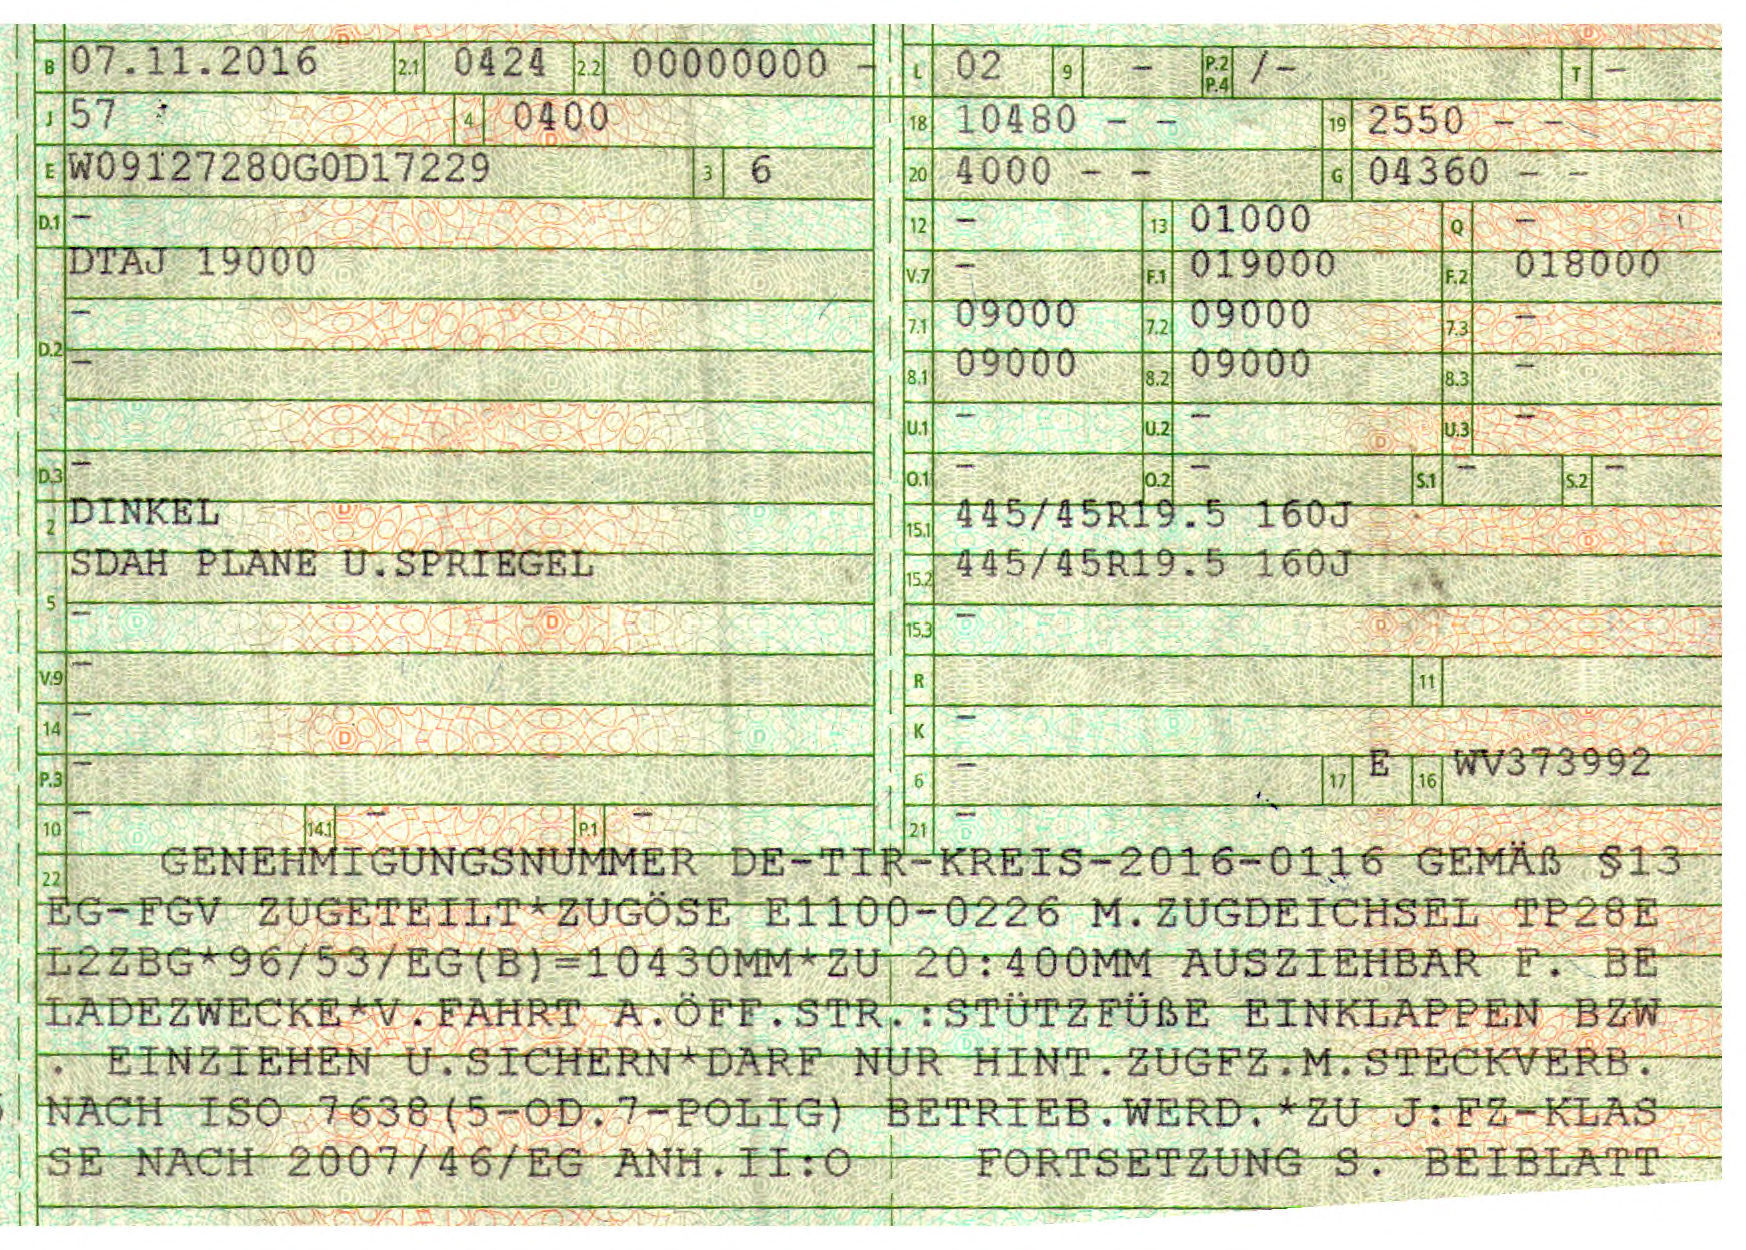 B 07.11.2016 2.1 0424 2.2 00000000 -
J 57 4 0400
E W09127280G0D17229 3 6
D.1 -
DTAJ 19000
-
D.2 -
D.3 -
2 DINKEL
SDAH PLANE U.SPRIEGEL
5 -
V.9 -
14 -
P.3 -
10 - 14.1 - P.1 -
L 02 9 - P.2 P.4 /- T -
18 10480 - - 19 2550 - -
20 4000 - - G 04360 - -
12 - 13 01000 Q -
V.7 - F.1 019000 F.2 018000
7.1 09000 7.2 09000 7.3 -
8.1 09000 8.2 09000 8.3 -
U.1 - U.2 - U.3 -
O.1 - O.2 - S.1 - S.2 -
15.1 445/45R19.5 160J
15.2 445/45R19.5 160J
15.3 -
R 11
K -
6 - 17 E 16 WV373992
21 -
22 GENEHMIGUNGSNUMMER DE-TIR-KREIS-2016-0116 GEMÄß §13
EG-FGV ZUGETEILT*ZUGÖSE E1100-0226 M.ZUGDEICHSEL TP28E
L2ZBG*96/53/EG(B)=10430MM*ZU 20:400MM AUSZIEHBAR F. BE
LADEZWECKE*V.FAHRT A.ÖFF.STR.:STÜTZFÜßE EINKLAPPEN BZW
. EINZIEHEN U.SICHERN*DARF NUR HINT.ZUGFZ.M.STECKVERB.
NACH ISO 7638(5-OD.7-POLIG) BETRIEB.WERD.*ZU J:FZ-KLAS
SE NACH 2007/46/EG ANH.II:O FORTSETZUNG S. BEIBLATT